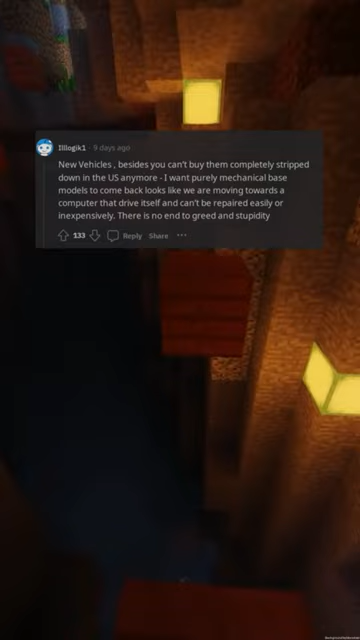 Illogik1 · 9 days ago
New Vehicles , besides you can't buy them completely stripped
down in the US anymore - I want purely mechanical base
models to come back looks like we are moving towards a
computer that drive itself and can't be repaired easily or
inexpensively. There is no end to greed and stupidity
133 Reply Share ···